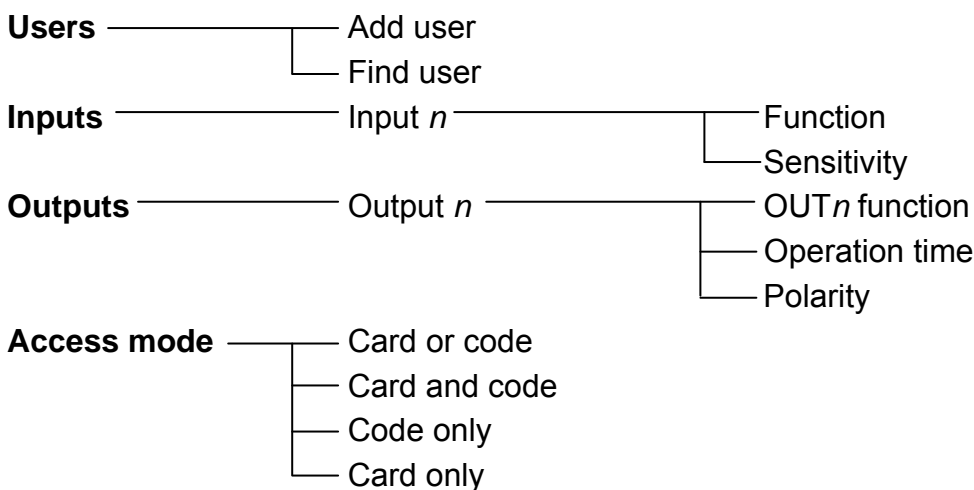 Users Add user
Find user
Inputs Input n Function
Sensitivity
Outputs Output n OUTn function
Operation time
Polarity
Access mode Card or code
Card and code
Code only
Card only